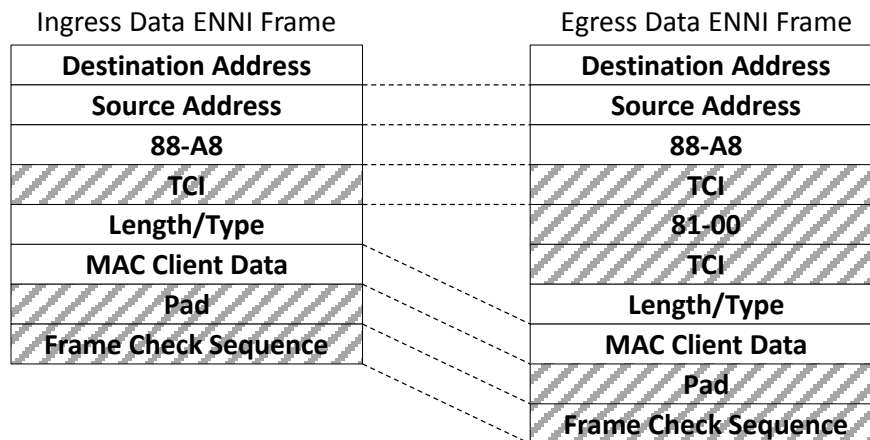 Ingress Data ENNI Frame
Destination Address
Source Address
88-A8
TCI
Length/Type
MAC Client Data
Pad
Frame Check Sequence
Egress Data ENNI Frame
Destination Address
Source Address
88-A8
TCI
81-00
TCI
Length/Type
MAC Client Data
Pad
Frame Check Sequence